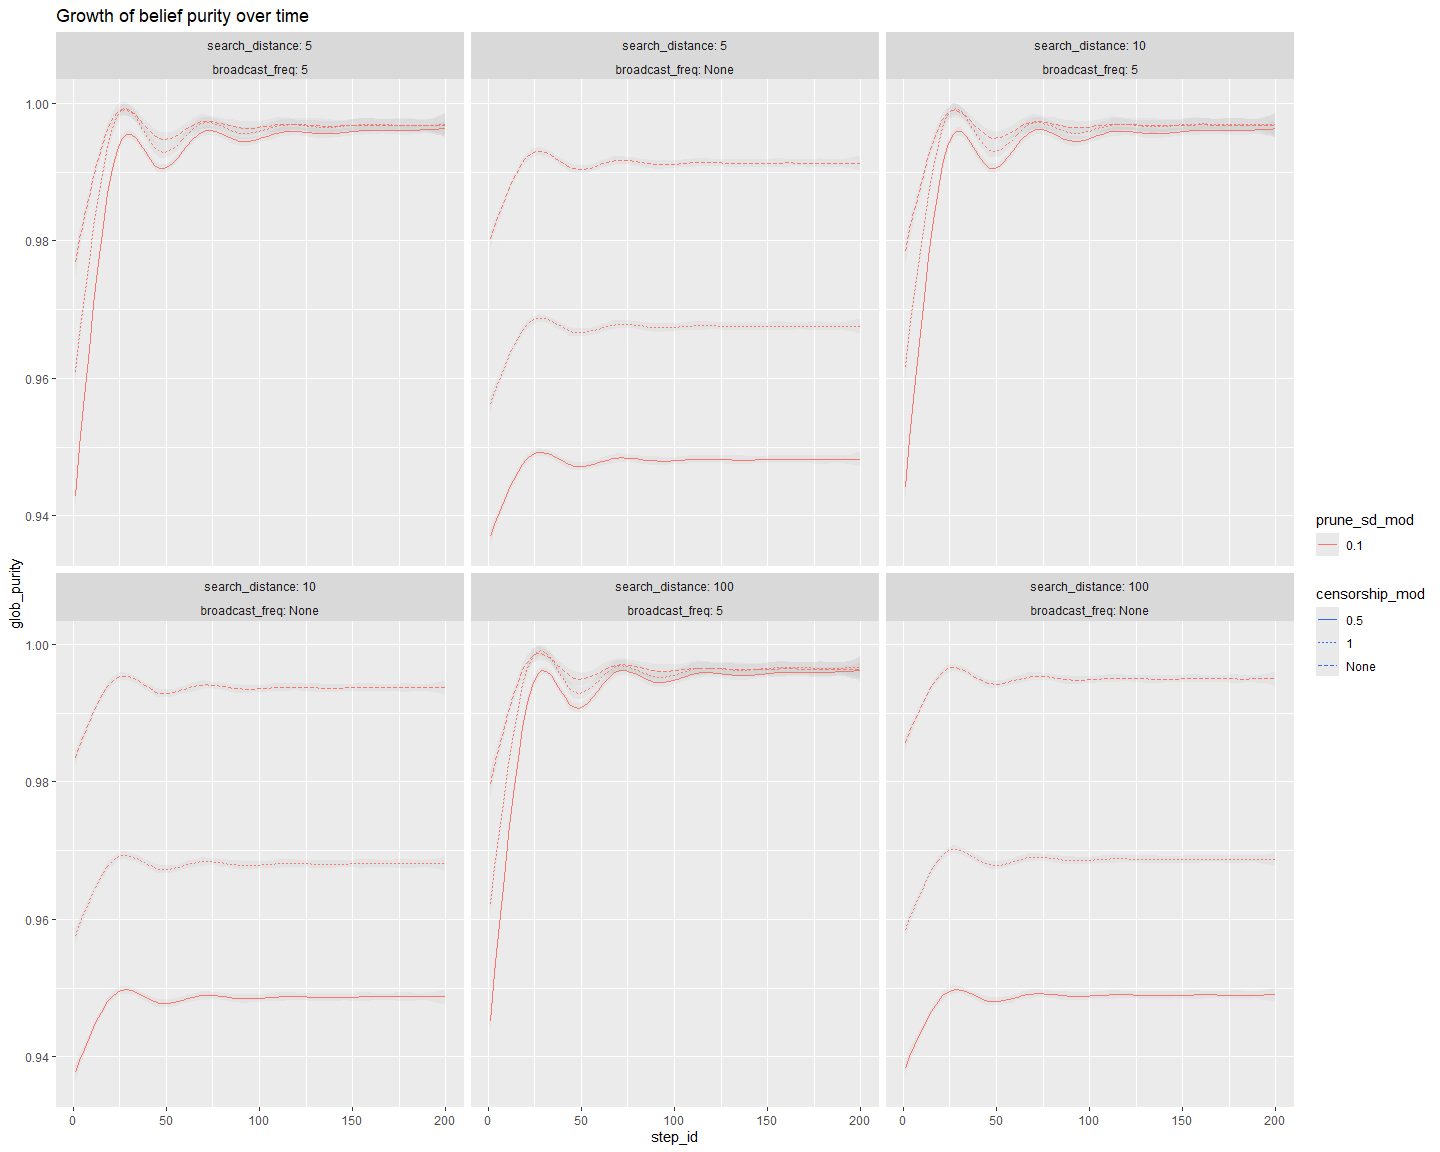 Growth of belief purity over time
search_distance: 5
broadcast_freq: 5
search_distance: 5
broadcast_freq: None
search_distance: 10
broadcast_freq: 5
1.00
0.98
0.96
0.94
glob_purity
search_distance: 10
broadcast_freq: None
search_distance: 100
broadcast_freq: 5
search_distance: 100
broadcast_freq: None
1.00
0.98
0.96
0.94
0 50 100 150 200
0 50 100 150 200
0 50 100 150 200
step_id
prune_sd_mod
0.1
censorship_mod
0.5
1
None